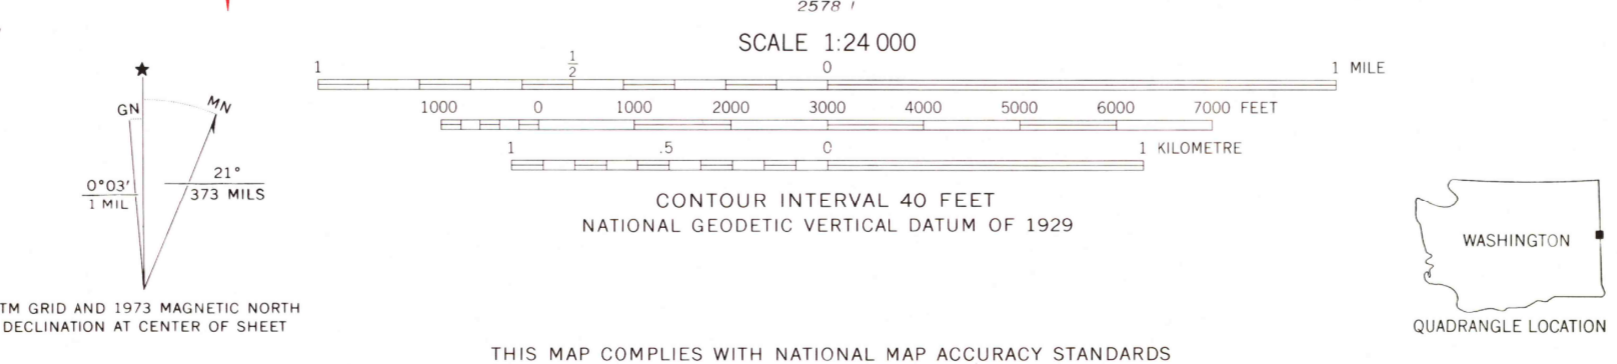 2578 I
SCALE 1:24 000
1 1/2 0 1 MILE
1000 0 1000 2000 3000 4000 5000 6000 7000 FEET
1 .5 0 1 KILOMETRE
CONTOUR INTERVAL 40 FEET
NATIONAL GEODETIC VERTICAL DATUM OF 1929
GN
MN
0°03'
1 MIL
21°
373 MILS
TM GRID AND 1973 MAGNETIC NORTH
DECLINATION AT CENTER OF SHEET
WASHINGTON
QUADRANGLE LOCATION
THIS MAP COMPLIES WITH NATIONAL MAP ACCURACY STANDARDS